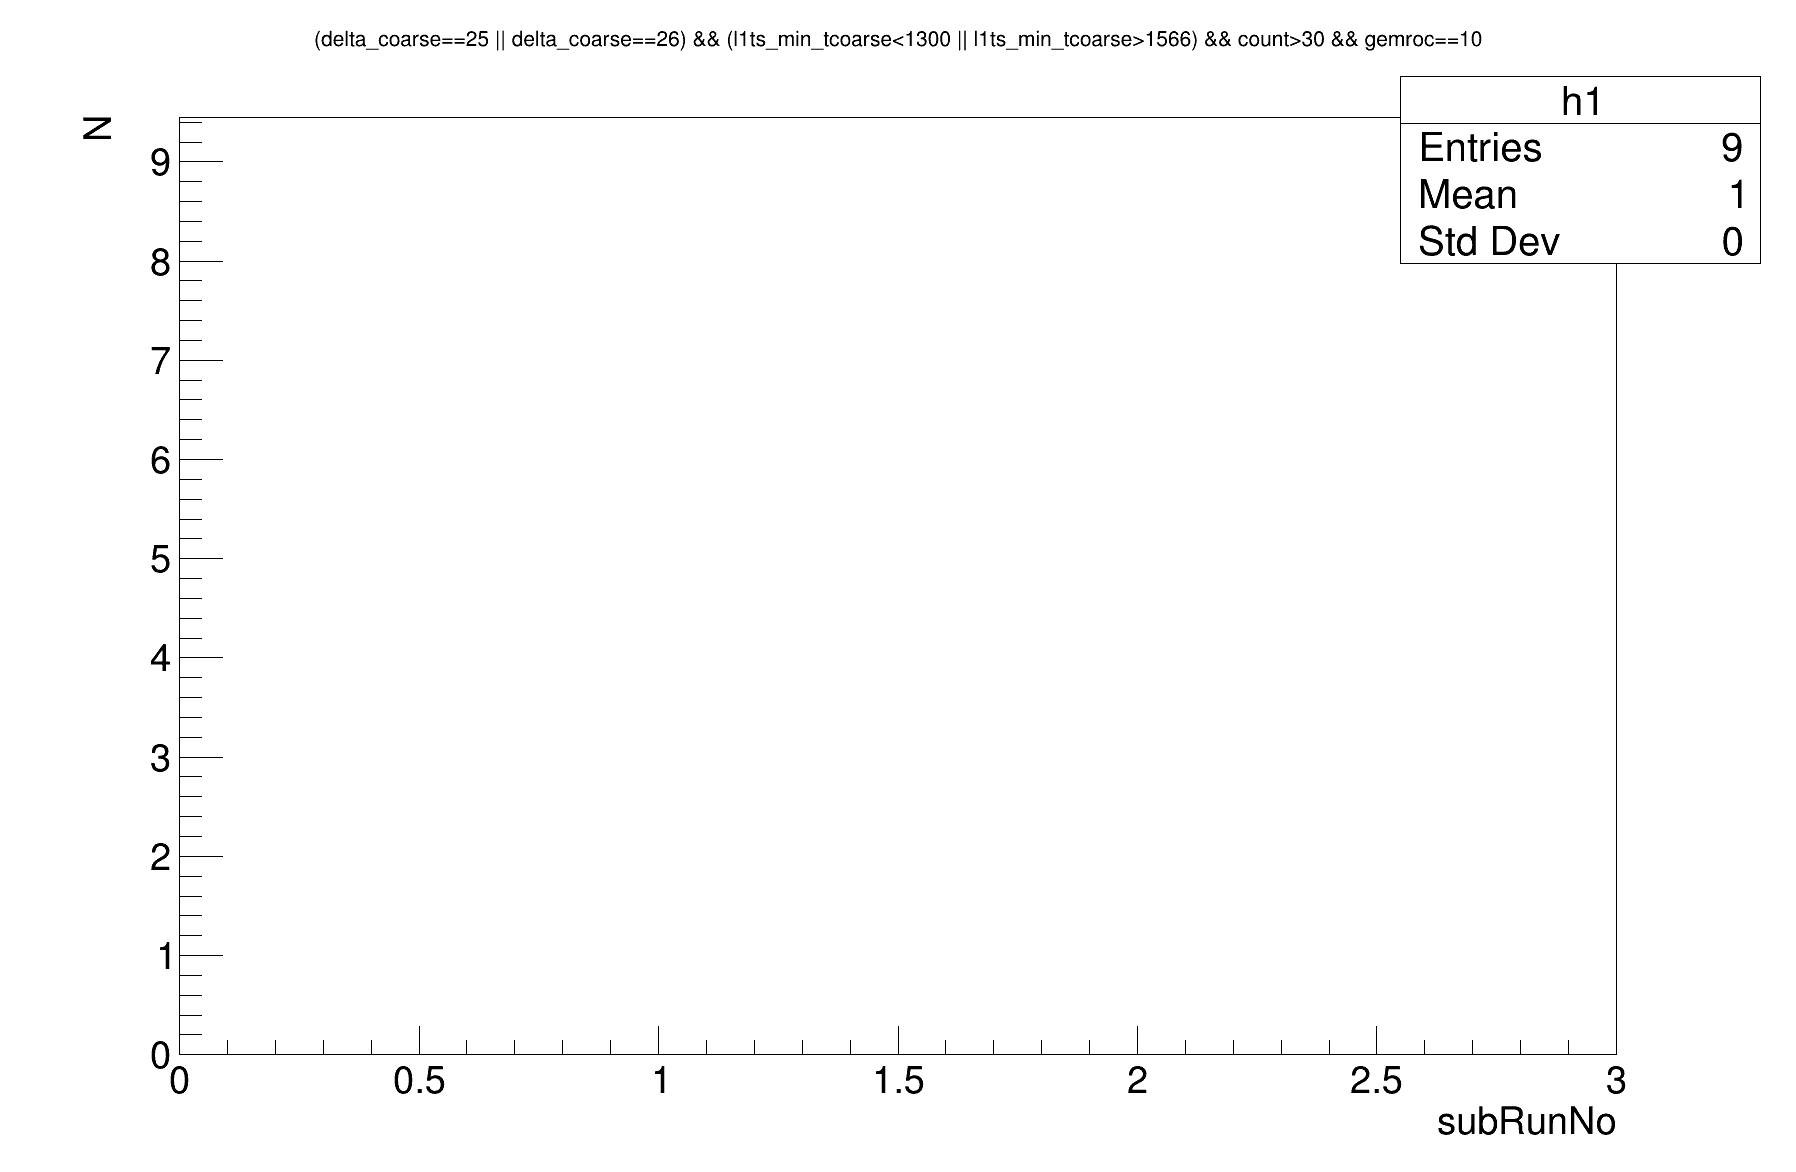 (delta_coarse==25 || delta_coarse==26) && (l1ts_min_tcoarse<1300 || l1ts_min_tcoarse>1566) && count>30 && gemroc==10
h1
Entries 9
Mean 1
Std Dev 0
N
9
8
7
6
5
4
3
2
1
0
0 0.5 1 1.5 2 2.5 3
subRunNo